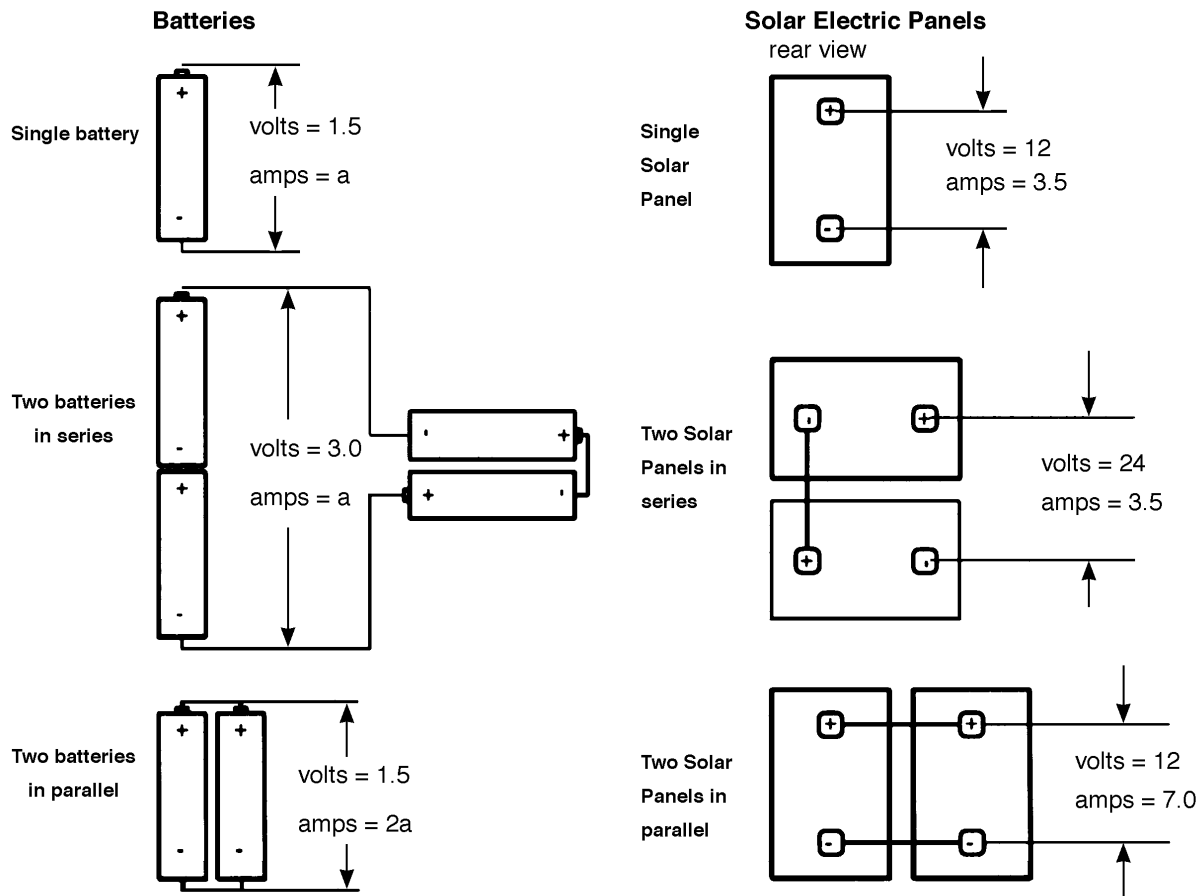 Batteries
Single battery
+
-
volts = 1.5
amps = a
Two batteries
in series
+
-
+
-
volts = 3.0
amps = a
- +
+ -
Two batteries
in parallel
+ +
- -
volts = 1.5
amps = 2a
Solar Electric Panels
rear view
Single
Solar
Panel
+
-
volts = 12
amps = 3.5
Two Solar
Panels in
series
- +
+ -
volts = 24
amps = 3.5
Two Solar
Panels in
parallel
+ +
- -
volts = 12
amps = 7.0